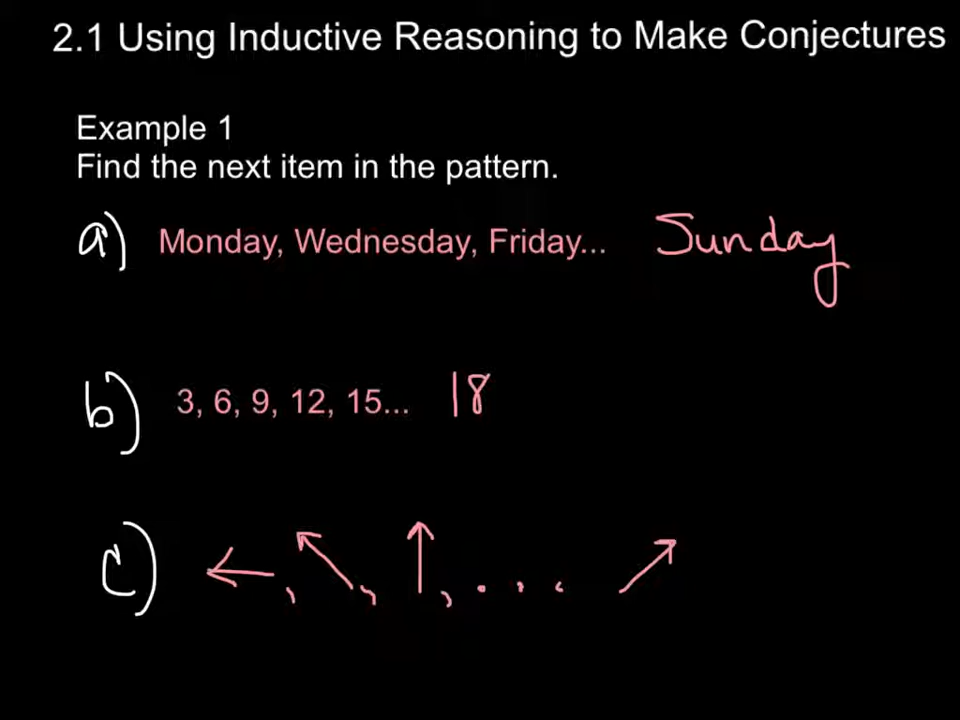 2.1 Using Inductive Reasoning to Make Conjectures
Example 1
Find the next item in the pattern.
a) Monday, Wednesday, Friday... Sunday
b) 3, 6, 9, 12, 15... 18
c) ←, ↖, ↑, ... ↗